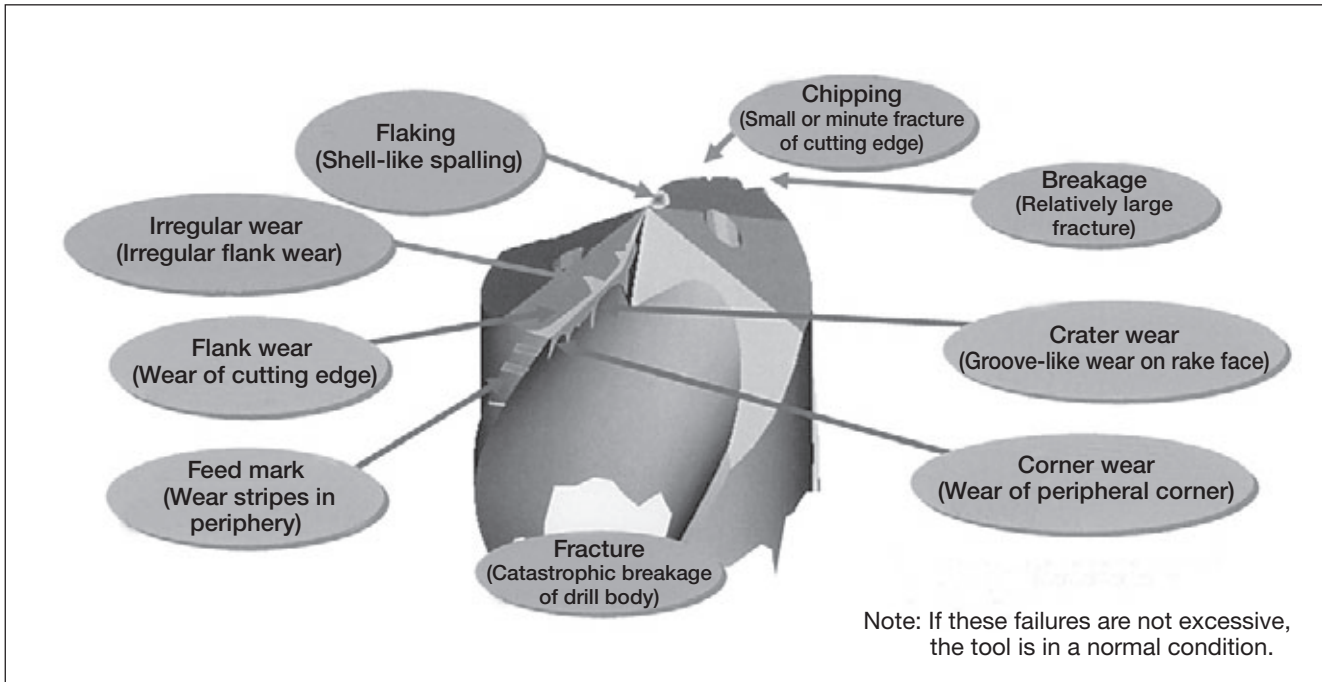 Chipping
(Small or minute fracture
of cutting edge)
Flaking
(Shell-like spalling)
Breakage
(Relatively large
fracture)
Irregular wear
(Irregular flank wear)
Flank wear
(Wear of cutting edge)
Crater wear
(Groove-like wear on rake face)
Feed mark
(Wear stripes in
periphery)
Corner wear
(Wear of peripheral corner)
Fracture
(Catastrophic breakage
of drill body)
Note: If these failures are not excessive,
the tool is in a normal condition.